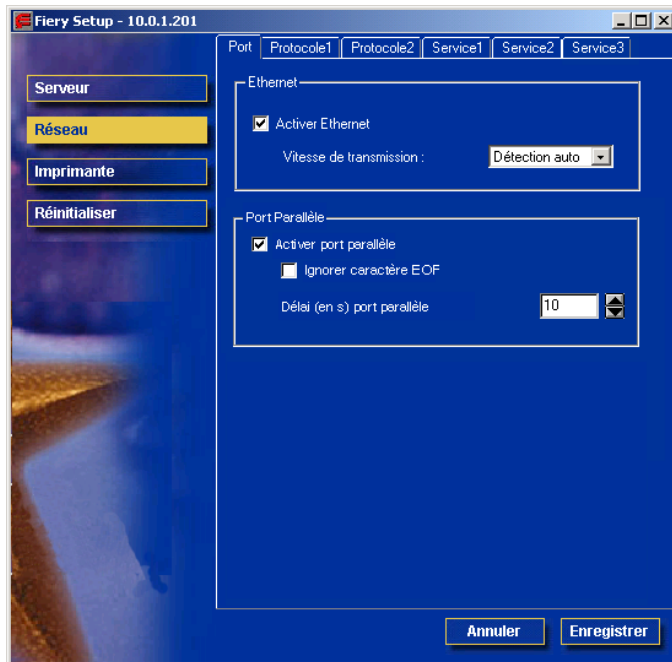 Fiery Setup - 10.0.1.201
Port Protocole1 Protocole2 Service1 Service2 Service3
Serveur
Réseau
Imprimante
Réinitialiser
Ethernet
Activer Ethernet
Vitesse de transmission : Détection auto
Port Parallèle
Activer port parallèle
Ignorer caractère EOF
Délai (en s) port parallèle 10
Annuler Enregistrer